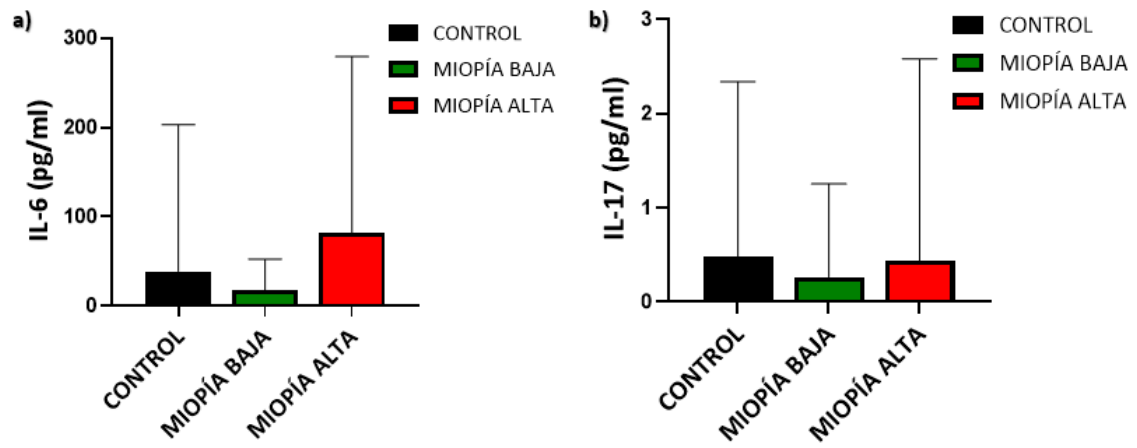 a)
IL-6 (pg/ml)
300
200
100
0
CONTROL
MIOPÍA BAJA
MIOPÍA ALTA
CONTROL
MIOPÍA BAJA
MIOPÍA ALTA
b)
IL-17 (pg/ml)
3
2
1
0
CONTROL
MIOPÍA BAJA
MIOPÍA ALTA
CONTROL
MIOPÍA BAJA
MIOPÍA ALTA